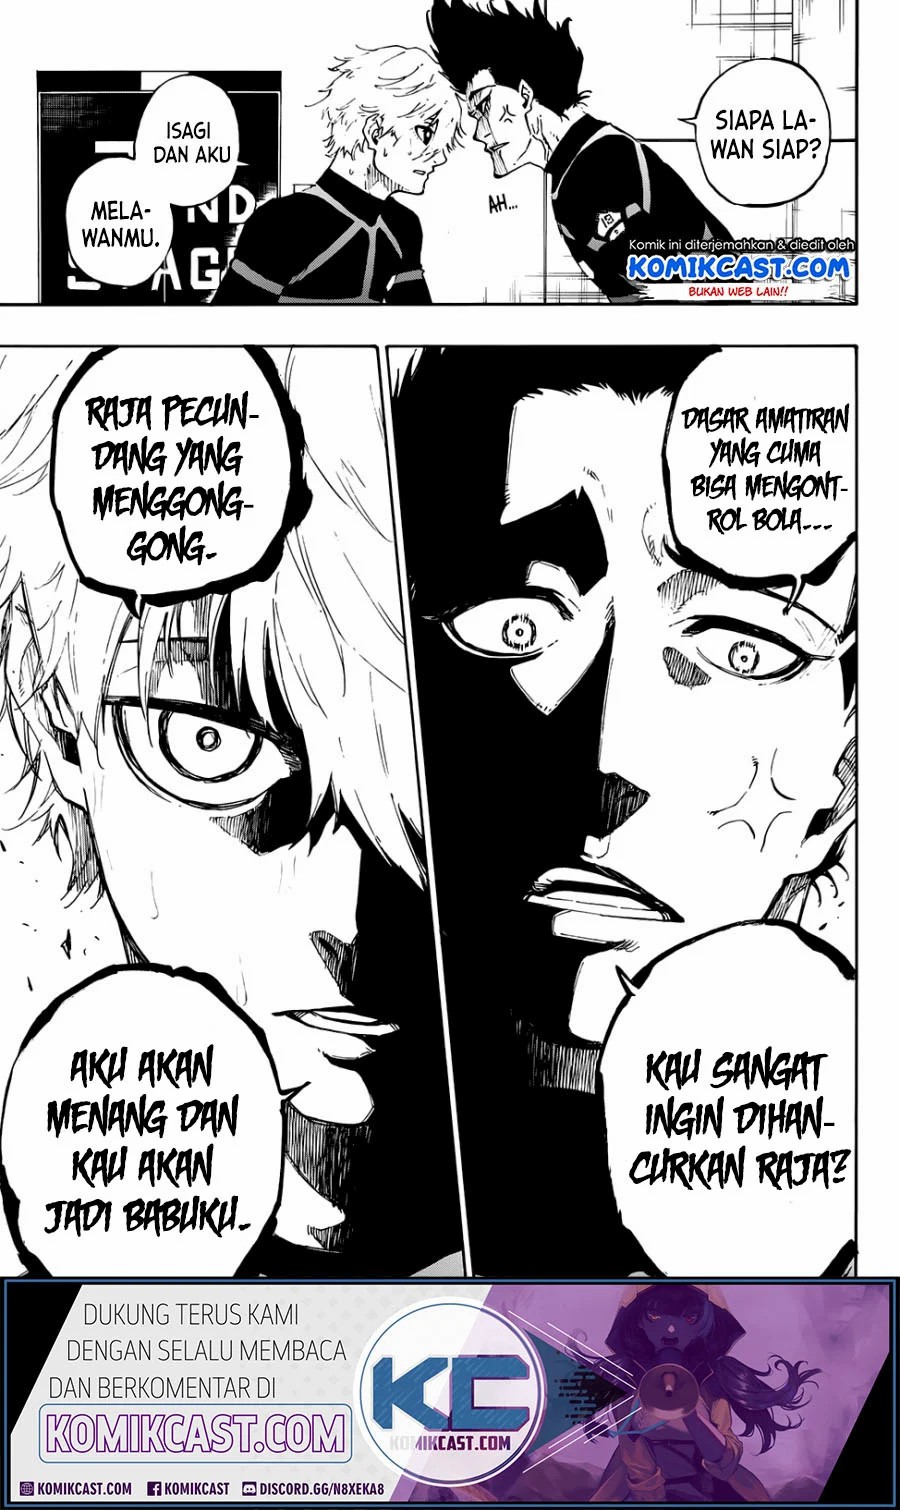 SIAPA LA-
WAN SIAP?
AH...
ISAGI
DAN AKU
MELA-
WANMU.
Komik ini diterjemahkan & diedit oleh
KOMIKCAST.COM
BUKAN WEB LAIN!!
DASAR AMATIRAN
YANG CUMA
BISA MENGONT-
ROL BOLA...
KAU SANGAT
INGIN DIHAN-
CURKAN RAJA?
RAJA PECUN-
DANG YANG
MENGGONG-
GONG.
AKU AKAN
MENANG DAN
KAU AKAN
JADI BABUKU.
DUKUNG TERUS KAMI
DENGAN SELALU MEMBACA
DAN BERKOMENTAR DI
KOMIKCAST.COM
KOMIKCAST.COM
KOMIKCAST
DISCORD.GG/N8XEKA8
KC
KOMIKCAST.COM